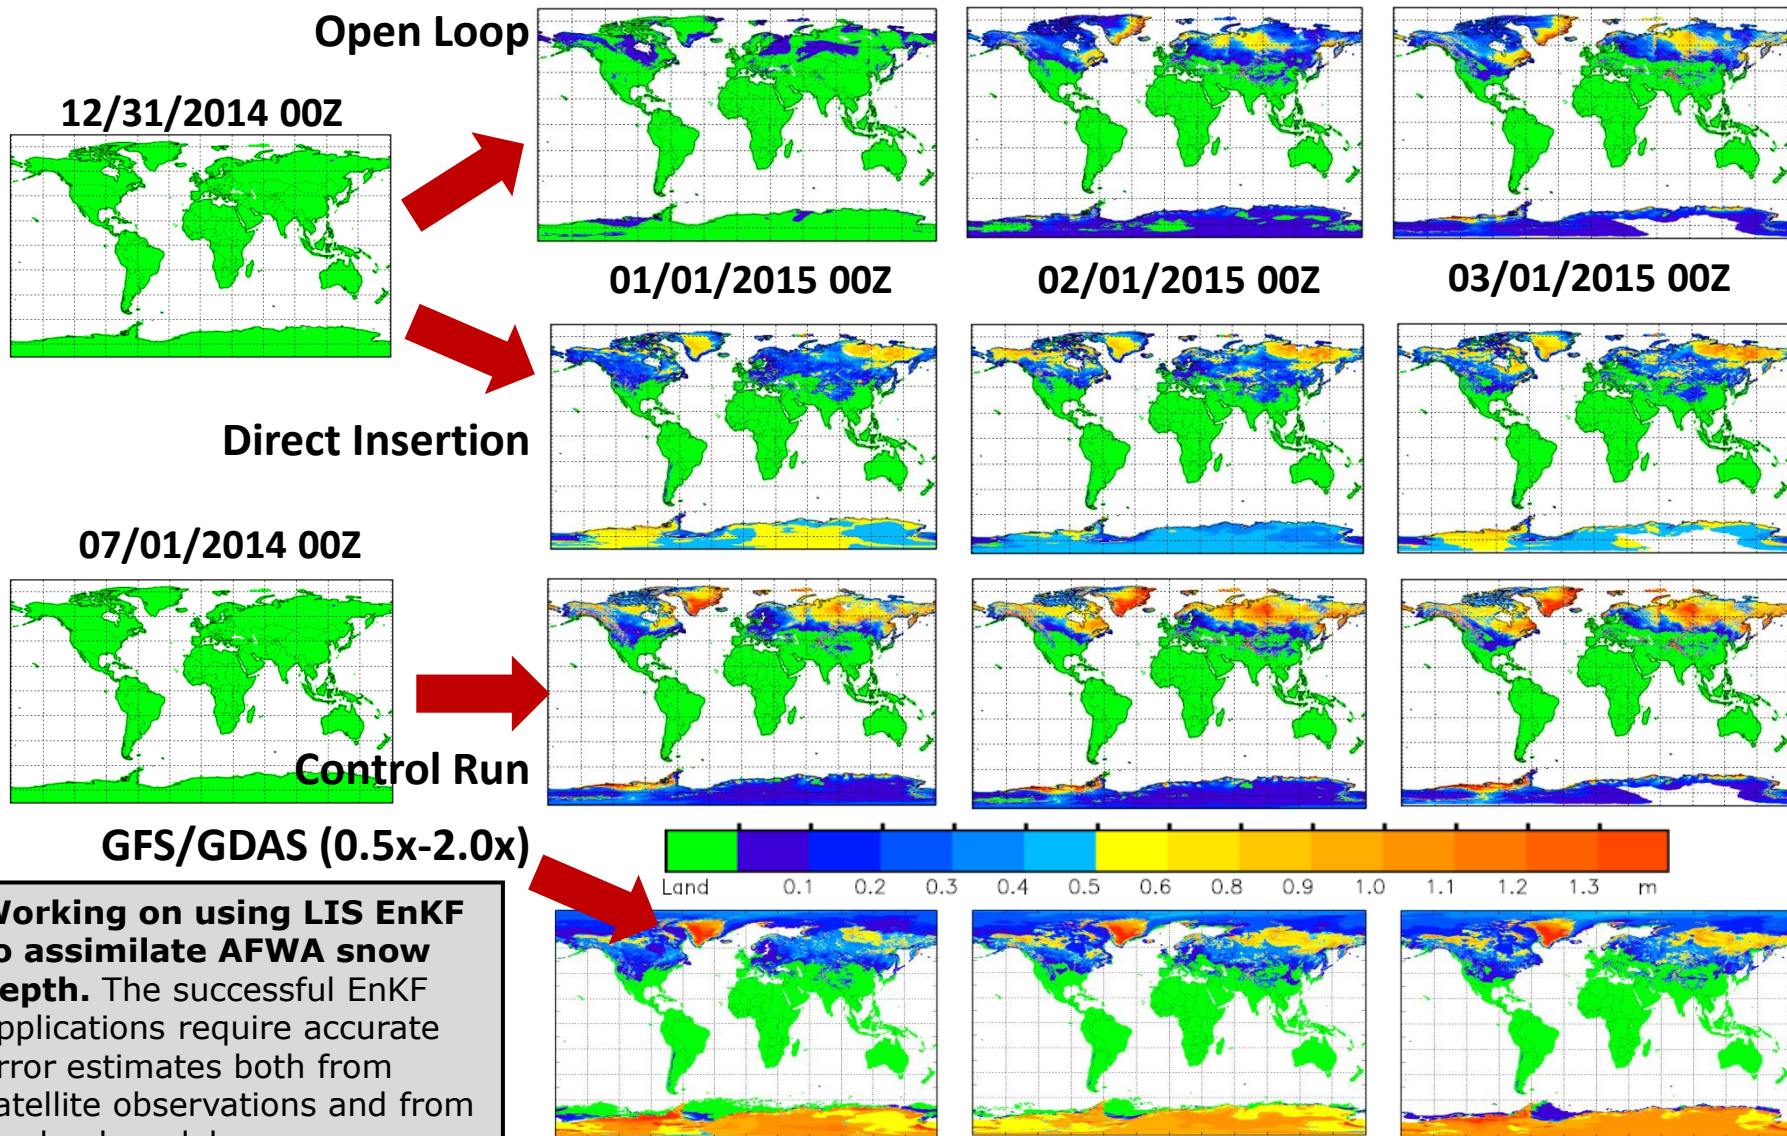 Open Loop
12/31/2014 00Z
01/01/2015 00Z
02/01/2015 00Z
03/01/2015 00Z
Direct Insertion
07/01/2014 00Z
Control Run
GFS/GDAS (0.5x-2.0x)
Land 0.1 0.2 0.3 0.4 0.5 0.6 0.8 0.9 1.0 1.1 1.2 1.3 m
Working on using LIS EnKF
o assimilate AFWA snow
epth. The successful EnKF
pplications require accurate
rror estimates both from
atellite observations and from